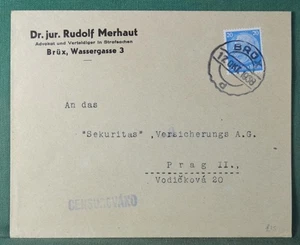 Dr. jur. Rudolf Merhaut
Advokat und Verteidiger in Strafsachen
Brüx, Wassergasse 3
BRÜX
An das
"Sekuritas" ,Versicherungs A.G.
Prag II.,
Vodičková 20